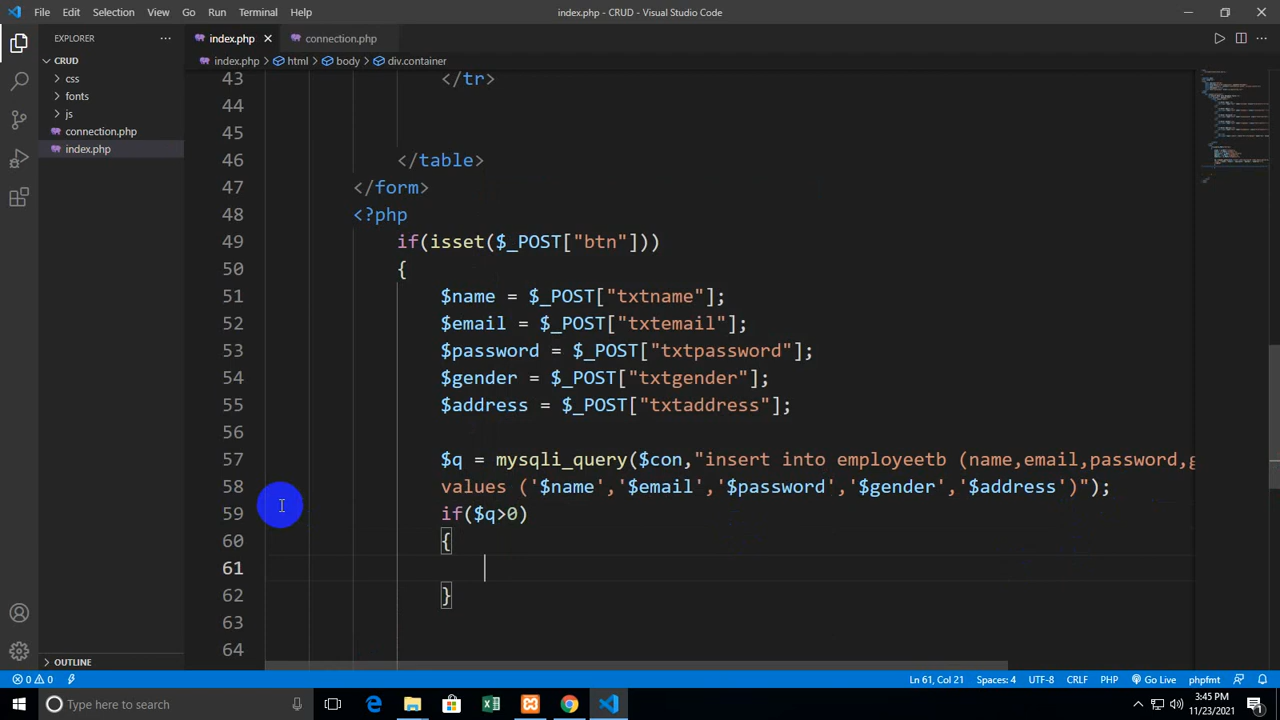 File Edit Selection View Go Run Terminal Help index.php - CRUD - Visual Studio Code
EXPLORER
index.php
connection.php
CRUD
index.php > html > body > div.container
css
fonts
js
connection.php
index.php
43 </tr>
44
45
46 </table>
47 </form>
48 <?php
49 if(isset($_POST["btn"]))
50 {
51 $name = $_POST["txtname"];
52 $email = $_POST["txtemail"];
53 $password = $_POST["txtpassword"];
54 $gender = $_POST["txtgender"];
55 $address = $_POST["txtaddress"];
56
57 $q = mysqli_query($con,"insert into employeetb (name,email,password,g
58 values ('$name','$email','$password','$gender','$address')");
59 if($q>0)
60 {
61
62 }
63
64
OUTLINE
0 0 Ln 61, Col 21 Spaces: 4 UTF-8 CRLF PHP Go Live phpfmt
Type here to search
3:45 PM
11/23/2021